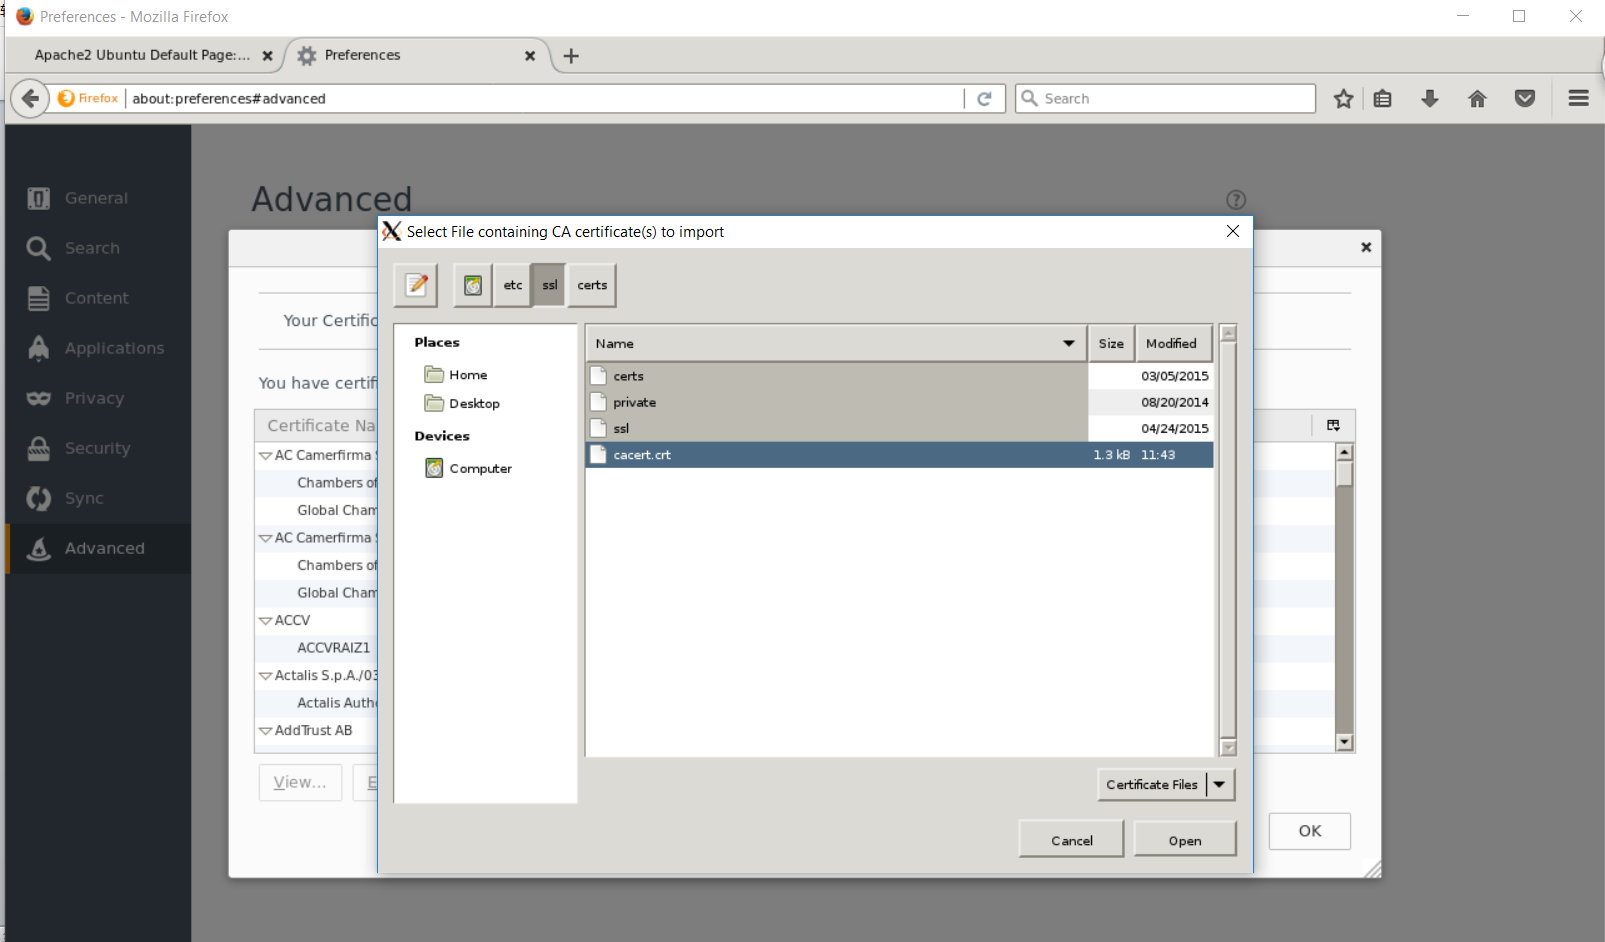 Preferences - Mozilla Firefox
Apache2 Ubuntu Default Page:...
Preferences
Firefox
about:preferences#advanced
Search
General
Search
Content
Applications
Privacy
Security
Sync
Advanced
Advanced
?
Your Certific
You have certif
Certificate Na
AC Camerfirma S
Chambers of
Global Cham
AC Camerfirma S
Chambers of
Global Cham
ACCV
ACCVRAIZ1
Actalis S.p.A./03
Actalis Authe
AddTrust AB
View...
E
OK
Select File containing CA certificate(s) to import
etc ssl certs
Places
Home
Desktop
Devices
Computer
Name Size Modified
certs 03/05/2015
private 08/20/2014
ssl 04/24/2015
cacert.crt 1.3 kB 11:43
Certificate Files
Cancel Open